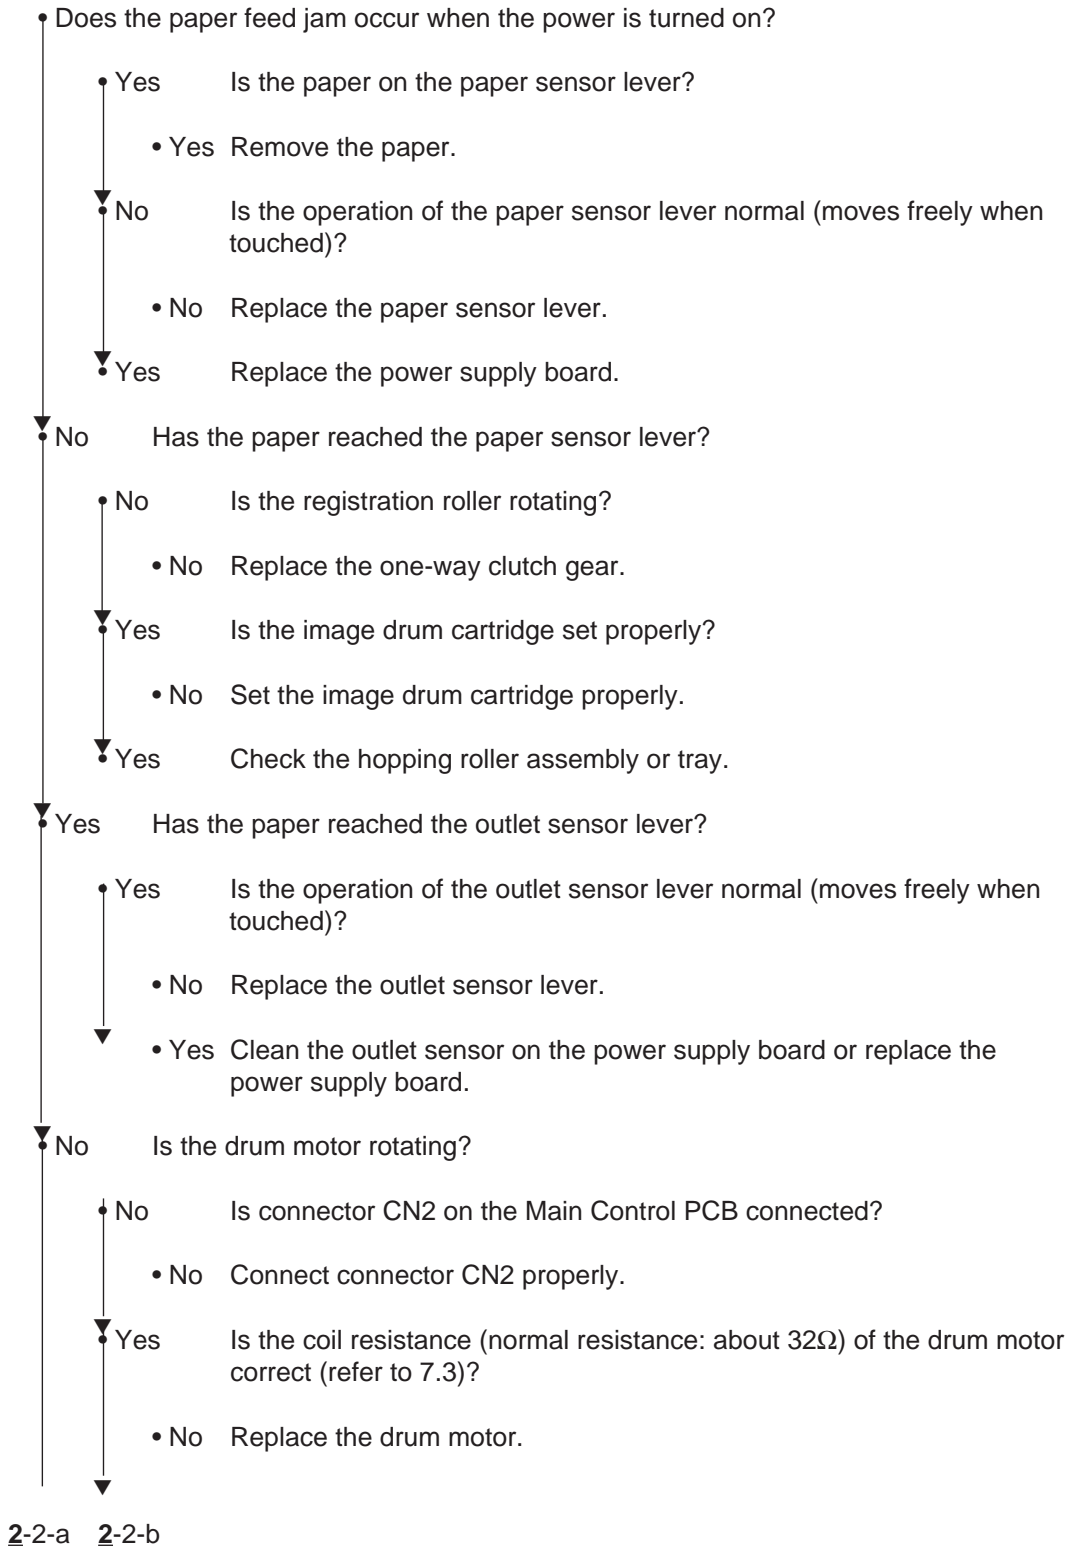 • Does the paper feed jam occur when the power is turned on?
• Yes Is the paper on the paper sensor lever?
• Yes Remove the paper.
• No Is the operation of the paper sensor lever normal (moves freely when
touched)?
• No Replace the paper sensor lever.
• Yes Replace the power supply board.
• No Has the paper reached the paper sensor lever?
• No Is the registration roller rotating?
• No Replace the one-way clutch gear.
• Yes Is the image drum cartridge set properly?
• No Set the image drum cartridge properly.
• Yes Check the hopping roller assembly or tray.
• Yes Has the paper reached the outlet sensor lever?
• Yes Is the operation of the outlet sensor lever normal (moves freely when
touched)?
• No Replace the outlet sensor lever.
• Yes Clean the outlet sensor on the power supply board or replace the
power supply board.
• No Is the drum motor rotating?
• No Is connector CN2 on the Main Control PCB connected?
• No Connect connector CN2 properly.
• Yes Is the coil resistance (normal resistance: about 32Ω) of the drum motor
correct (refer to 7.3)?
• No Replace the drum motor.
2-2-a 2-2-b